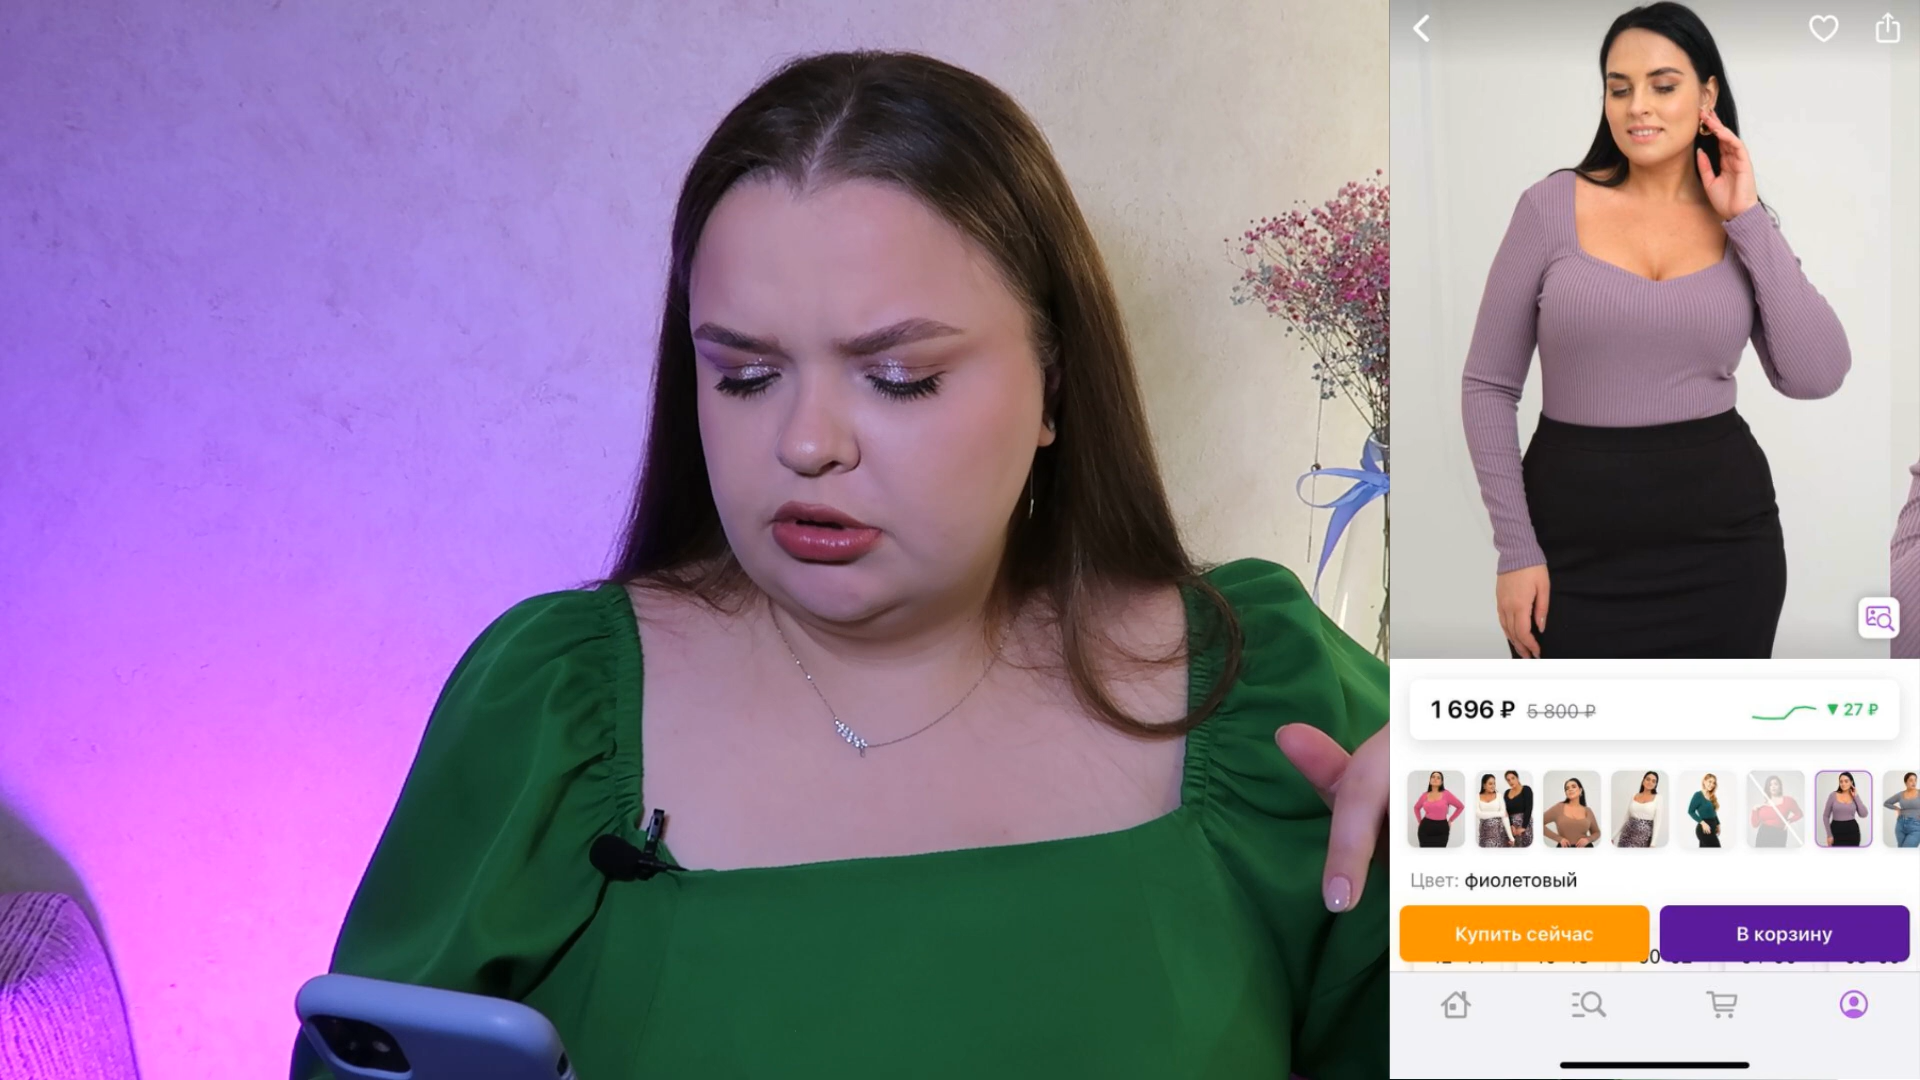 1 696 ₽ 5 800 ₽ ▼ 27 ₽
Цвет: фиолетовый
Купить сейчас
В корзину